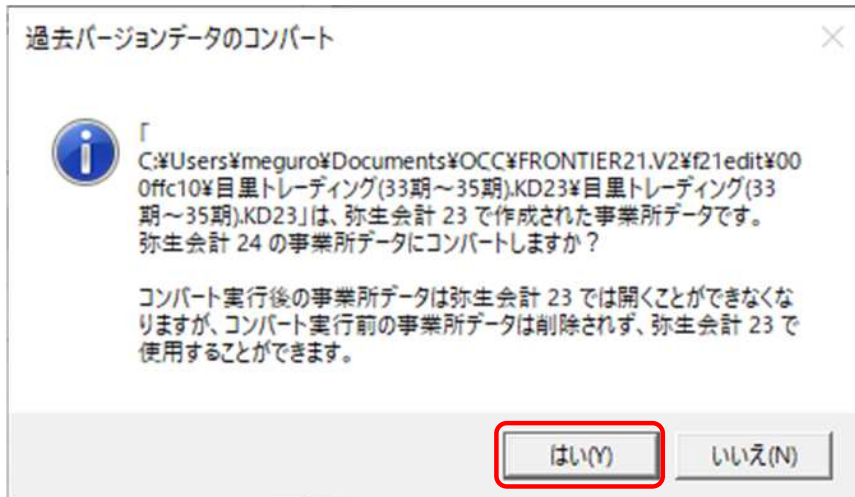 過去バージョンデータのコンバート
「
C:¥Users¥meguro¥Documents¥OCC¥FRONTIER21.V2¥f21edit¥00
0ffc10¥目黒トレーディング(33期～35期).KD23¥目黒トレーディング(33
期～35期).KD23」は、弥生会計 23 で作成された事業所データです。
弥生会計 24 の事業所データにコンバートしますか？
コンバート実行後の事業所データは弥生会計 23 では開くことができなくな
りますが、コンバート実行前の事業所データは削除されず、弥生会計 23 で
使用することができます。
はい(Y)
いいえ(N)